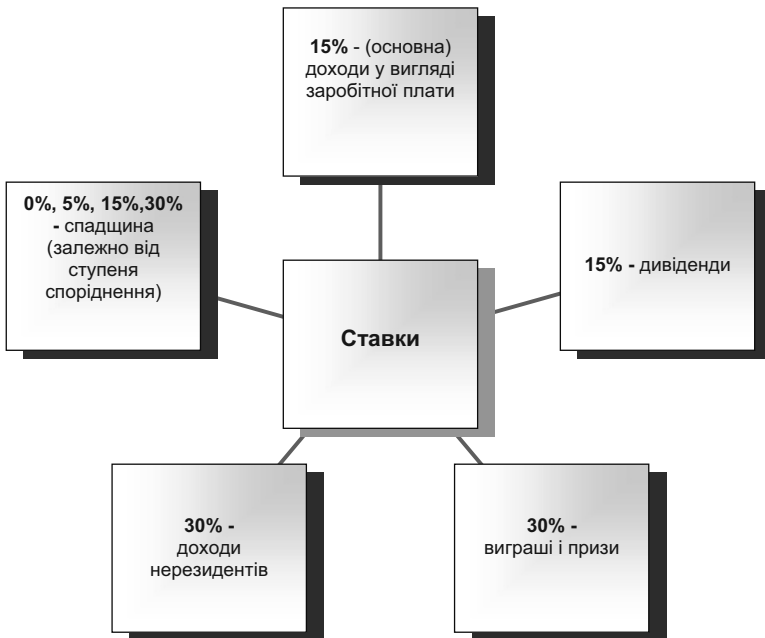 15% - (основна)
доходи у вигляді
заробітної плати
0%, 5%, 15%,30%
- спадщина
(залежно від
ступеня
споріднення)
15% - дивіденди
Ставки
30% -
доходи
нерезидентів
30% -
виграші і призи